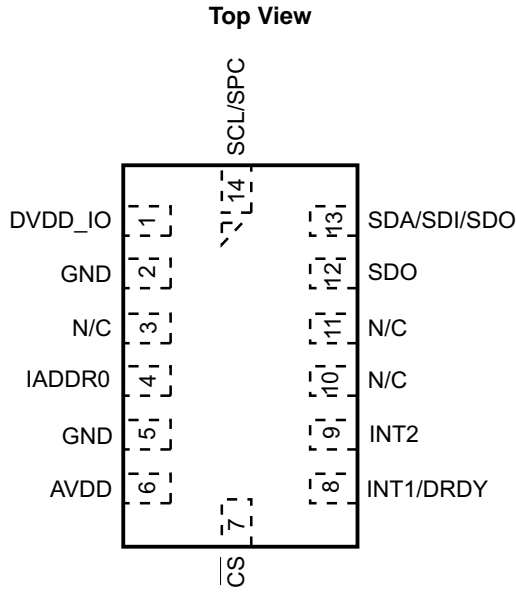 Top View
SCL/SPC
14
DVDD_IO 1 13 SDA/SDI/SDO
GND 2 12 SDO
N/C 3 11 N/C
IADDR0 4 10 N/C
GND 5 9 INT2
AVDD 6 8 INT1/DRDY
7
CS